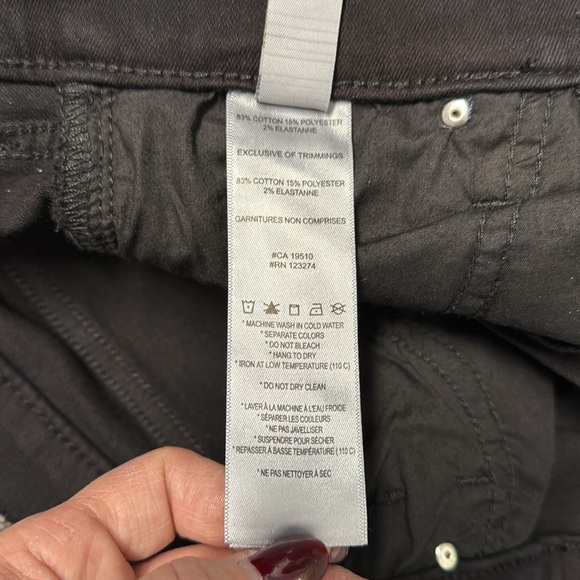 83% COTTON 15% POLYESTER
2% ELASTANNE
EXCLUSIVE OF TRIMMINGS
83% COTTON 15% POLYESTER
2% ELASTANNE
GARNITURES NON COMPRISES
#CA 19510
#RN 123274
* MACHINE WASH IN COLD WATER
* SEPARATE COLORS
* DO NOT BLEACH
* HANG TO DRY
* IRON AT LOW TEMPERATURE (110 C)
* DO NOT DRY CLEAN
* LAVER À LA MACHINE À L'EAU FROIDE
* SÉPARER LES COULEURS
* NE PAS JAVELLISER
* SUSPENDRE POUR SÉCHER
* REPASSER À BASSE TEMPÉRATURE (110 C)
* NE PAS NETTOYER À SEC